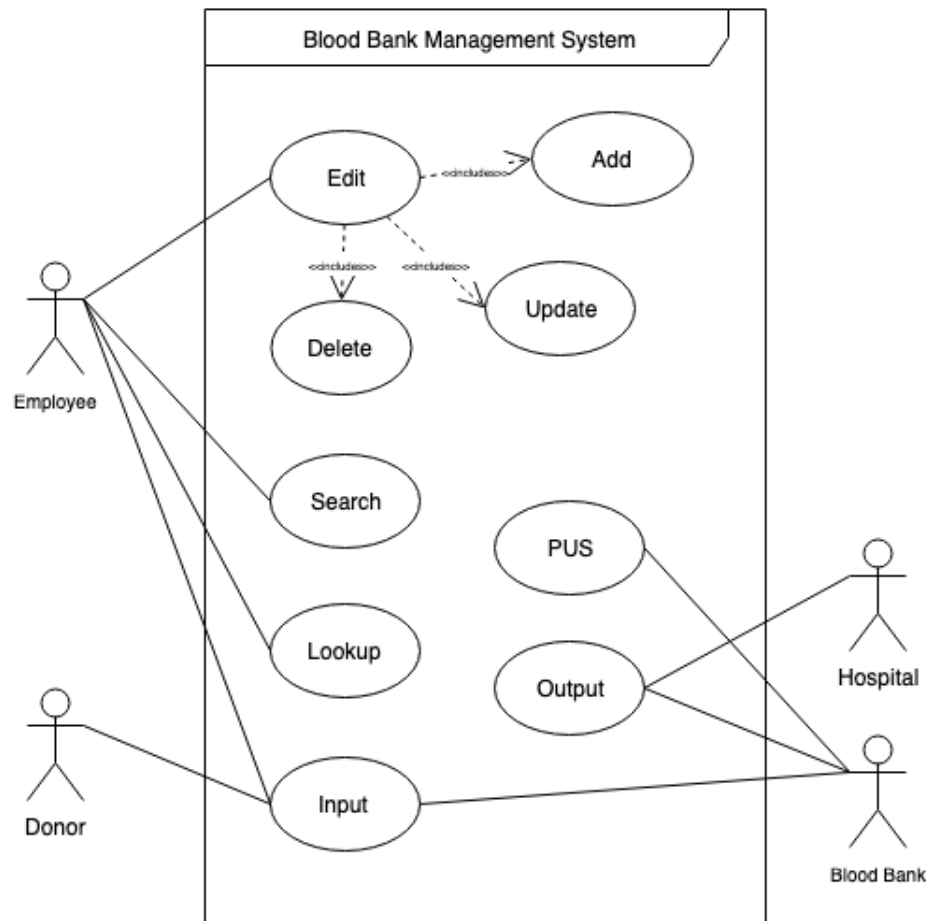 Blood Bank Management System
Edit
<<includes>>
Add
<<includes>>
<<includes>>
Update
Delete
Employee
Search
PUS
Lookup
Output
Hospital
Input
Donor
Blood Bank